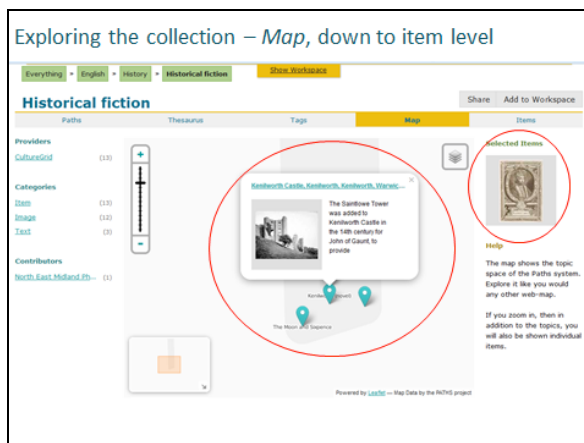 Exploring the collection – Map, down to item level
Everything » English » History » Historical fiction
Show Workspace
Historical fiction
Share Add to Workspace
Paths Thesaurus Tags Map Items
Providers
CultureGrid (13)
Categories
Item (13)
Image (12)
Text (3)
Contributors
North East Midland Ph... (1)
+
-
Kenilworth Castle, Kenilworth, Kenilworth, Warwic...
×
The Saintlowe Tower
was added to
Kenilworth Castle in
the 14th century for
John of Gaunt, to
provide
The Moon and Sixpence
Powered by Leaflet — Map Data by the PATHS project
Selected Items
Help
The map shows the topic
space of the Paths system.
Explore it like you would
any other web-map.
If you zoom in, then in
addition to the topics, you
will also be shown individual
items.